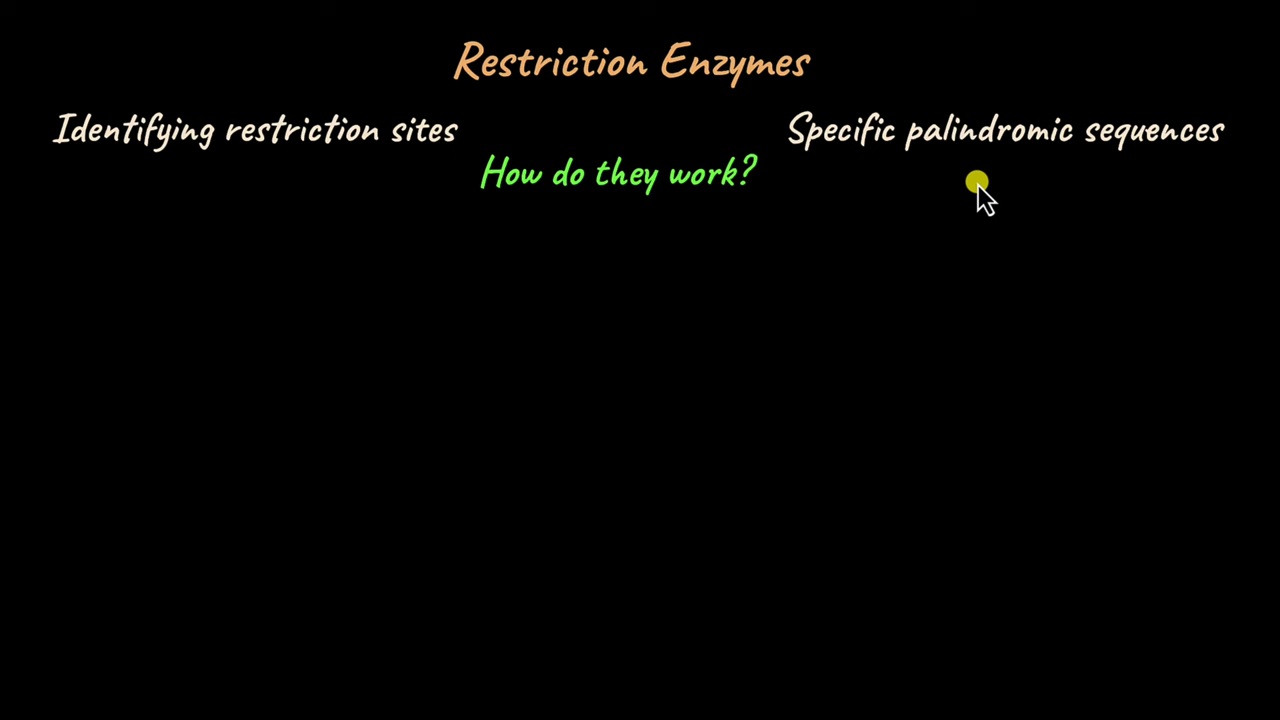 Restriction Enzymes
Identifying restriction sites
Specific palindromic sequences
How do they work?